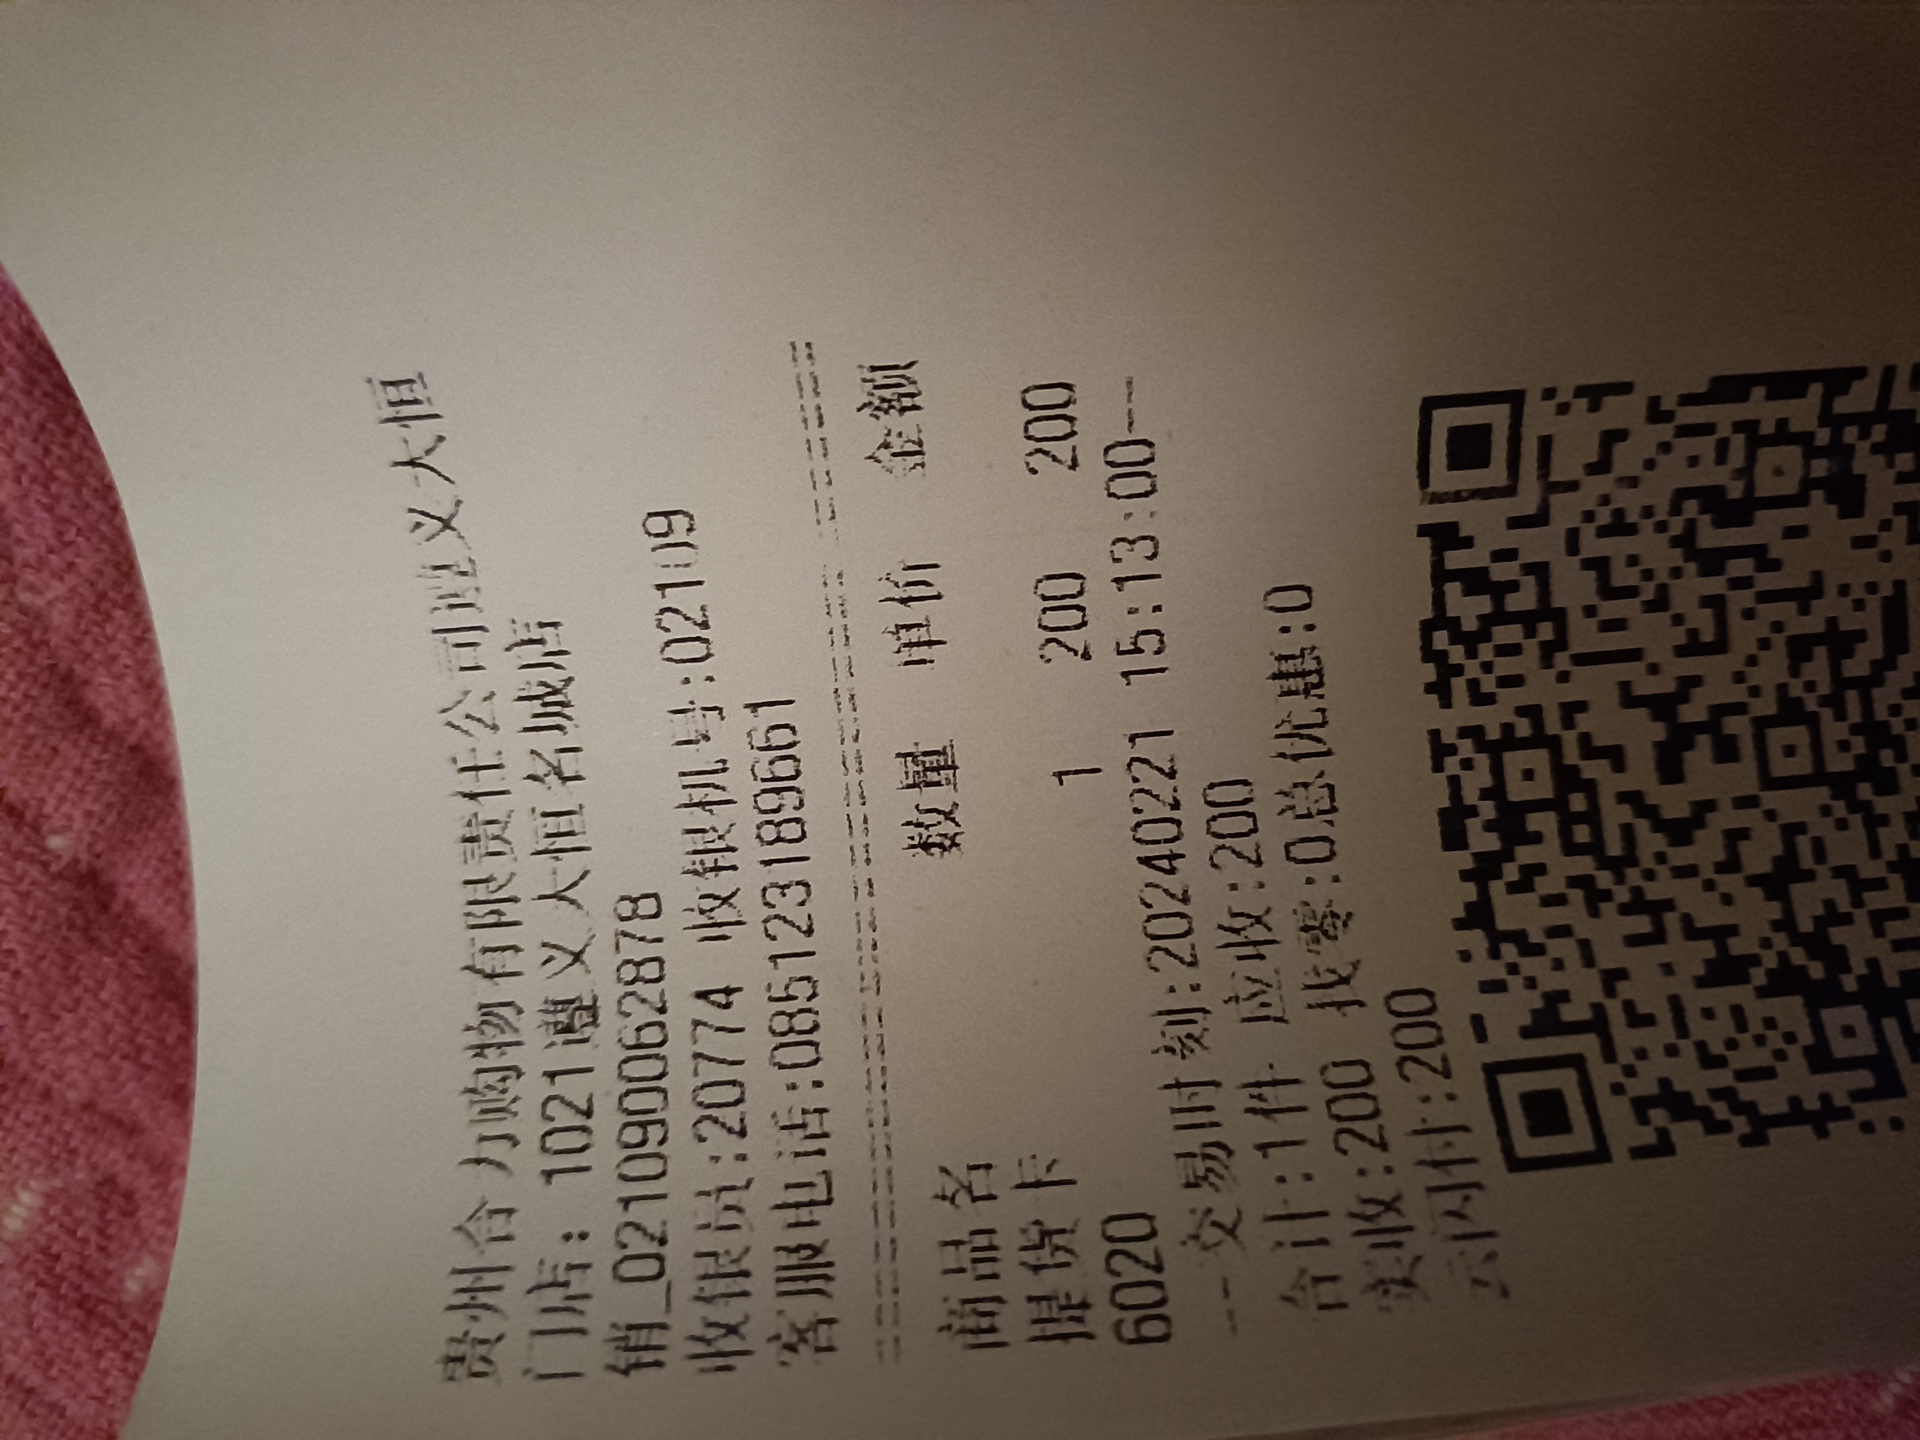 贵州合力购物有限责任公司遵义大恒
门店: 1021遵义大恒名城店
销_021090062878
收银员:20774 收银机号:02109
客服电话:085123189661
商品名 数量 单价 金额
提货卡
6020 1 200 200
--交易时刻:20240221 15:13:00--
合计:1件 应收:200
实收:200 找零:0总优惠:0
云闪付:200